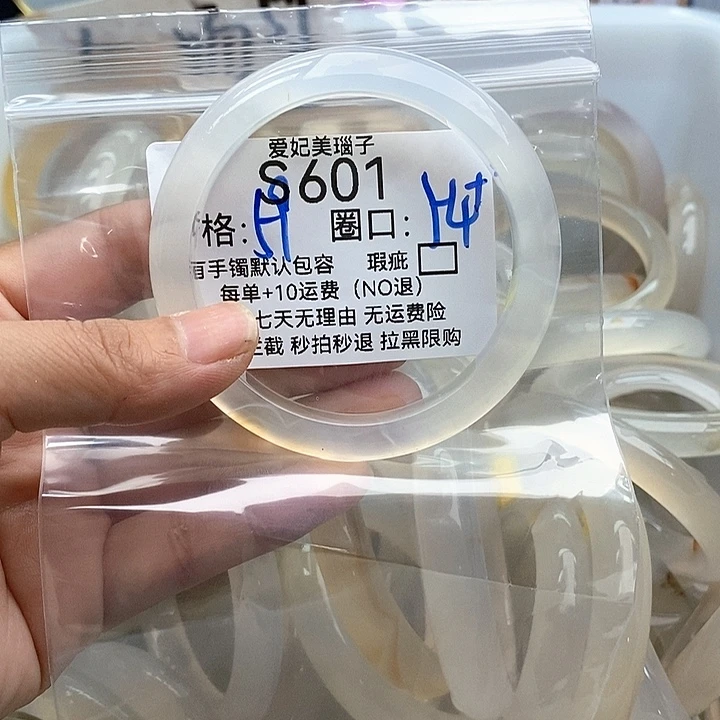 爱妃美瑙子
S601
格: 圈口:
有手镯默认包容 瑕疵
每单+10运费（NO退）
七天无理由 无运费险
拦截 秒拍秒退 拉黑限购